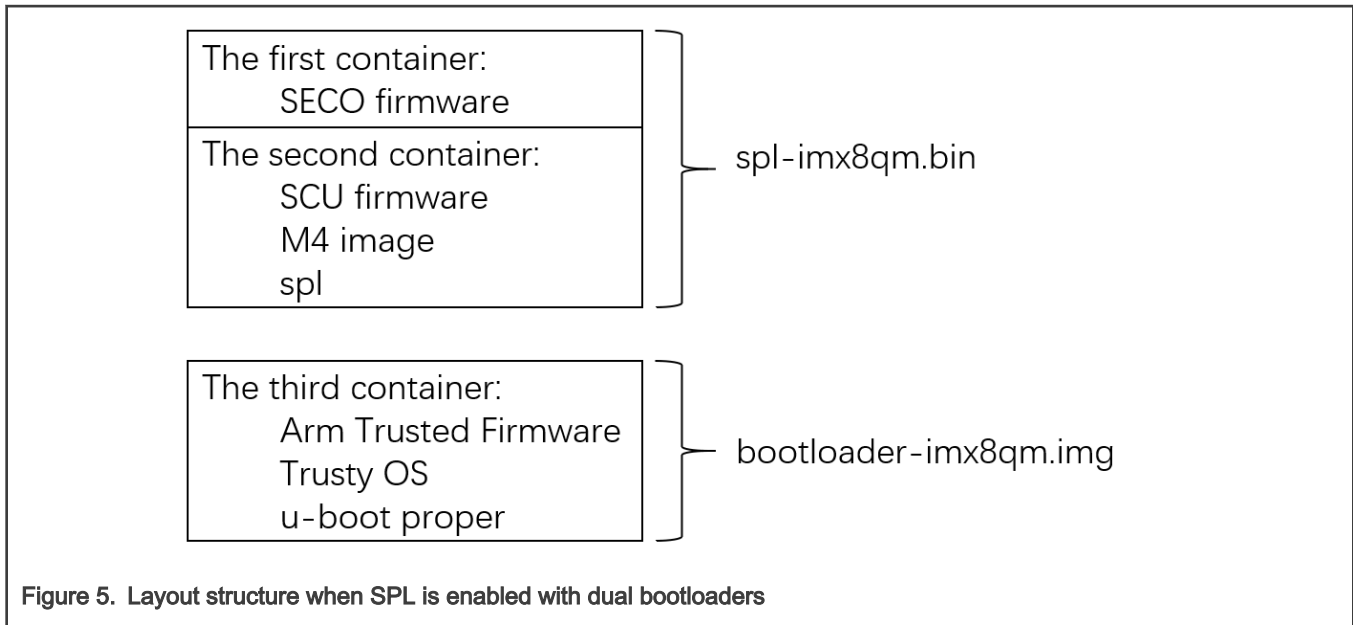 The first container:
SECO firmware
The second container:
SCU firmware
M4 image
spl
spl-imx8qm.bin
The third container:
Arm Trusted Firmware
Trusty OS
u-boot proper
bootloader-imx8qm.img
Figure 5. Layout structure when SPL is enabled with dual bootloaders